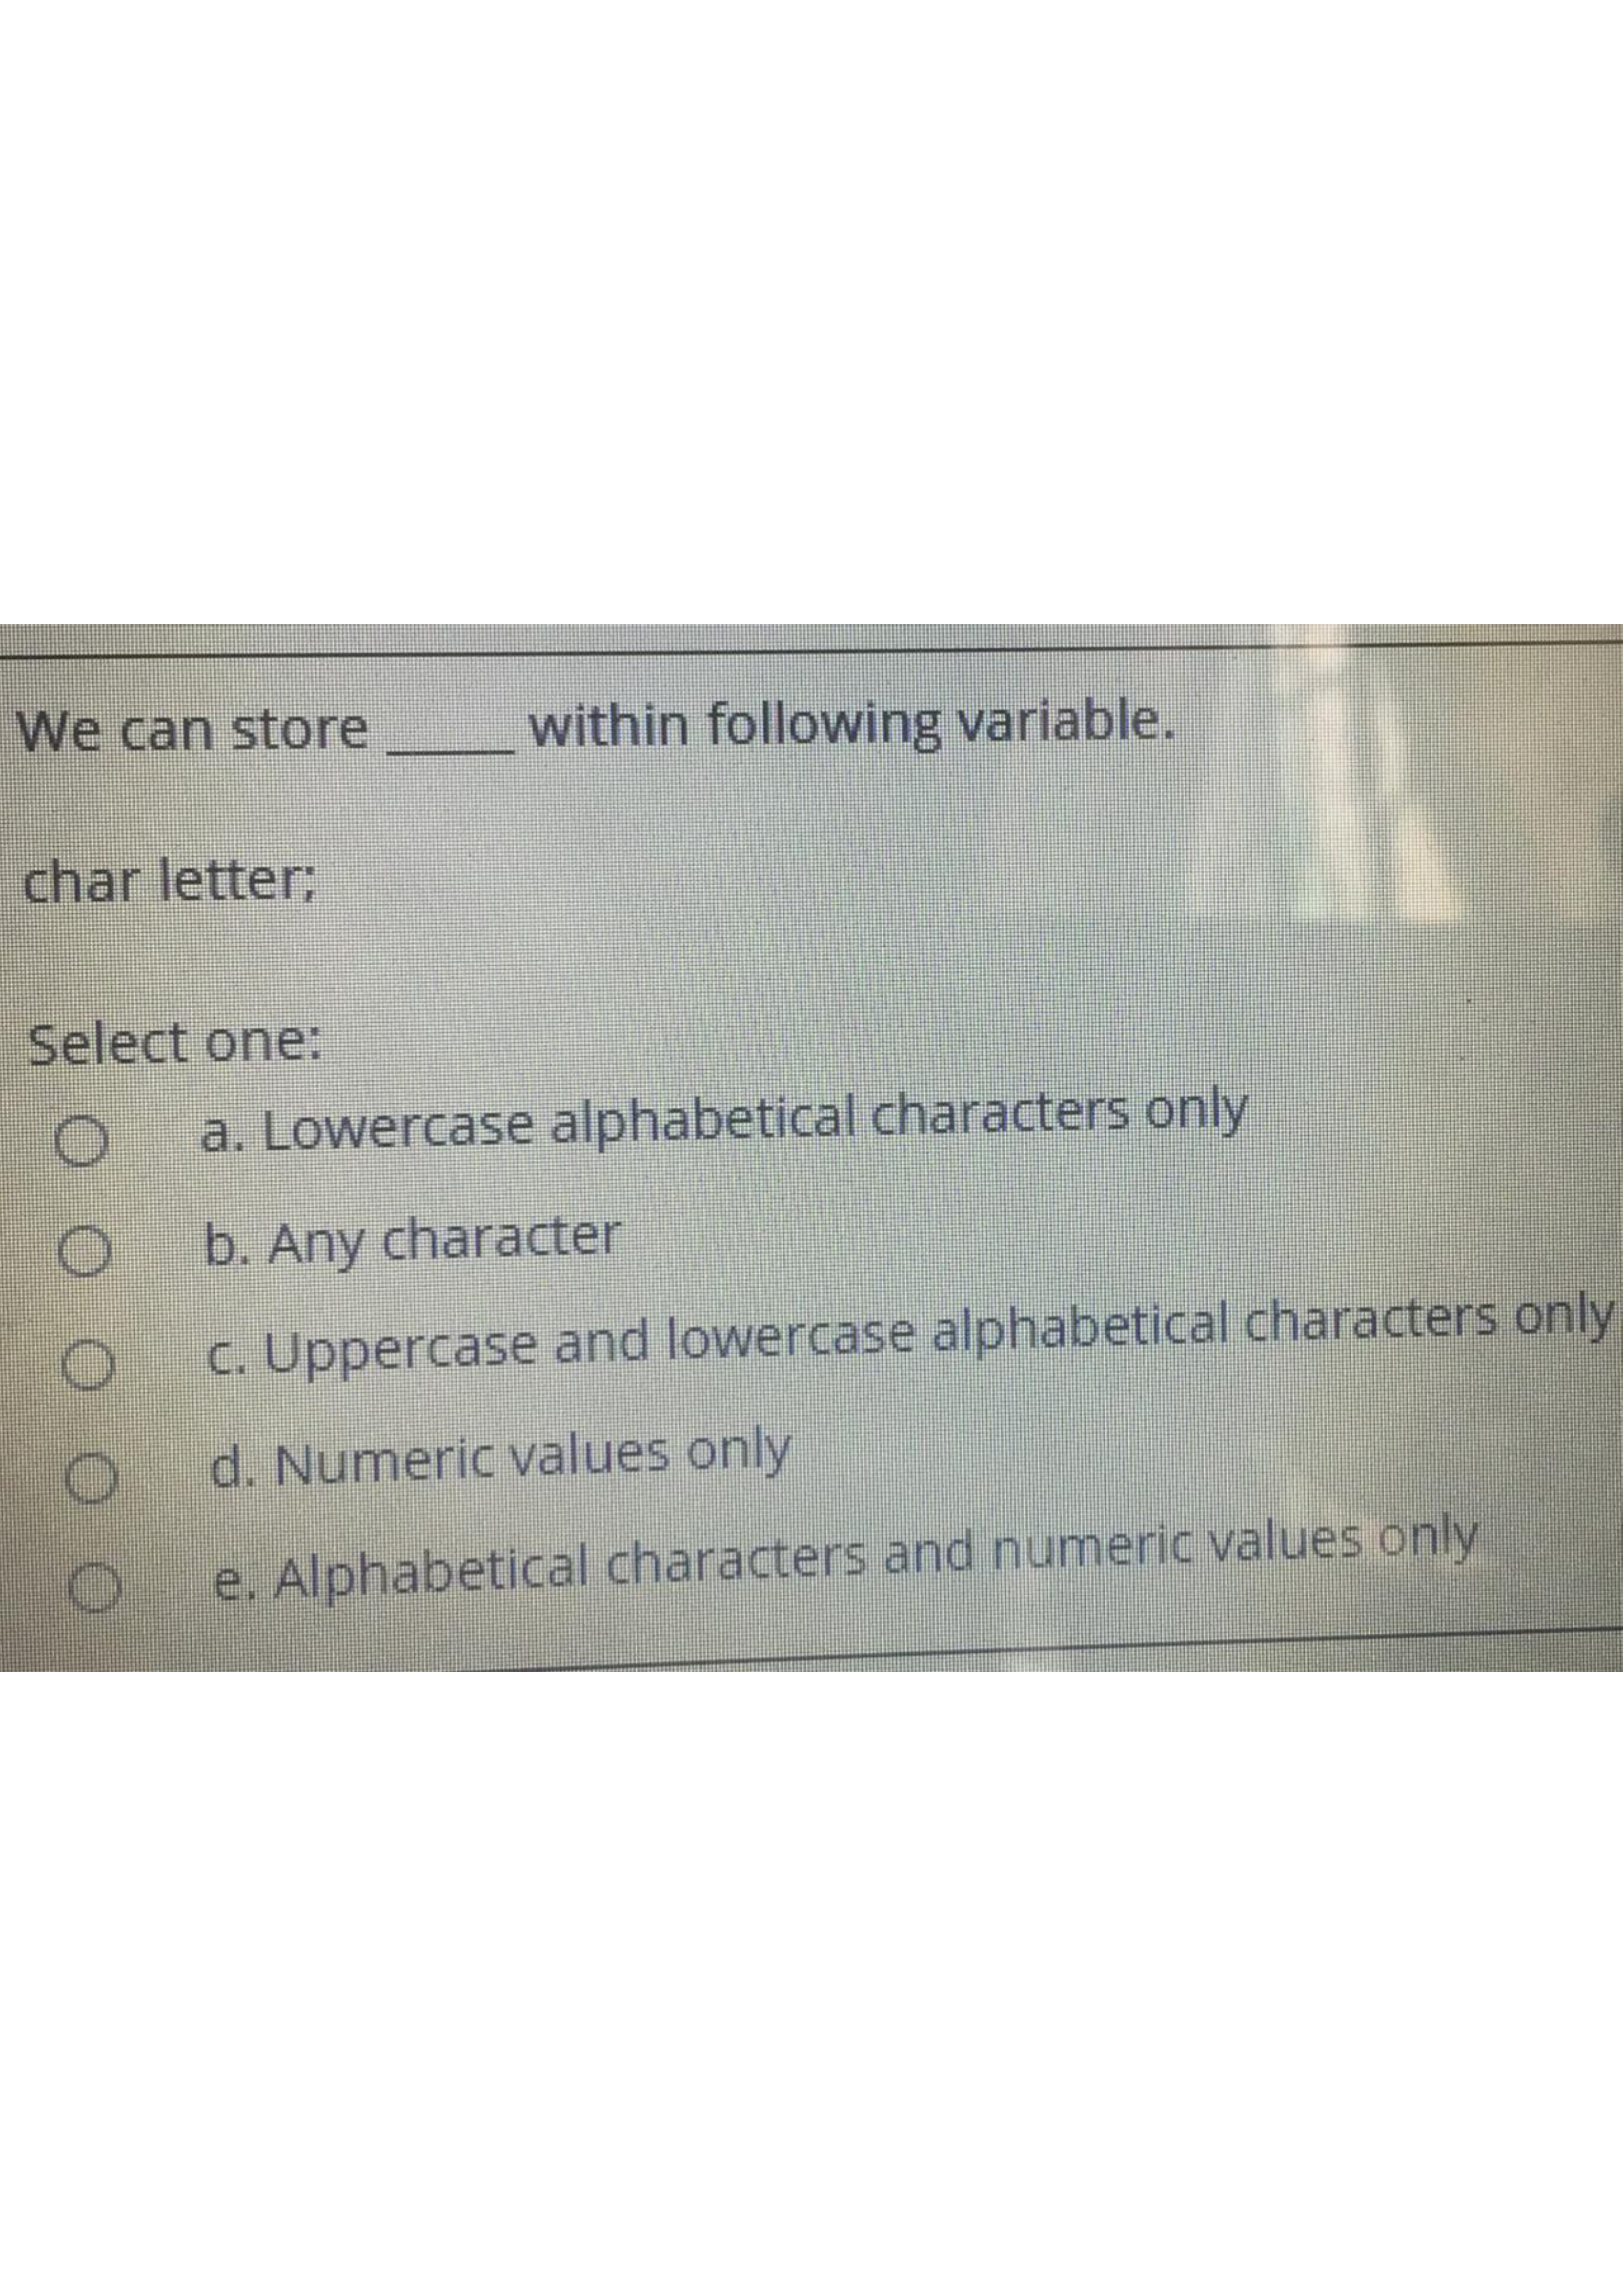 We can store _____ within following variable.
char letter;
Select one:
a. Lowercase alphabetical characters only
b. Any character
c. Uppercase and lowercase alphabetical characters only
d. Numeric values only
e. Alphabetical characters and numeric values only